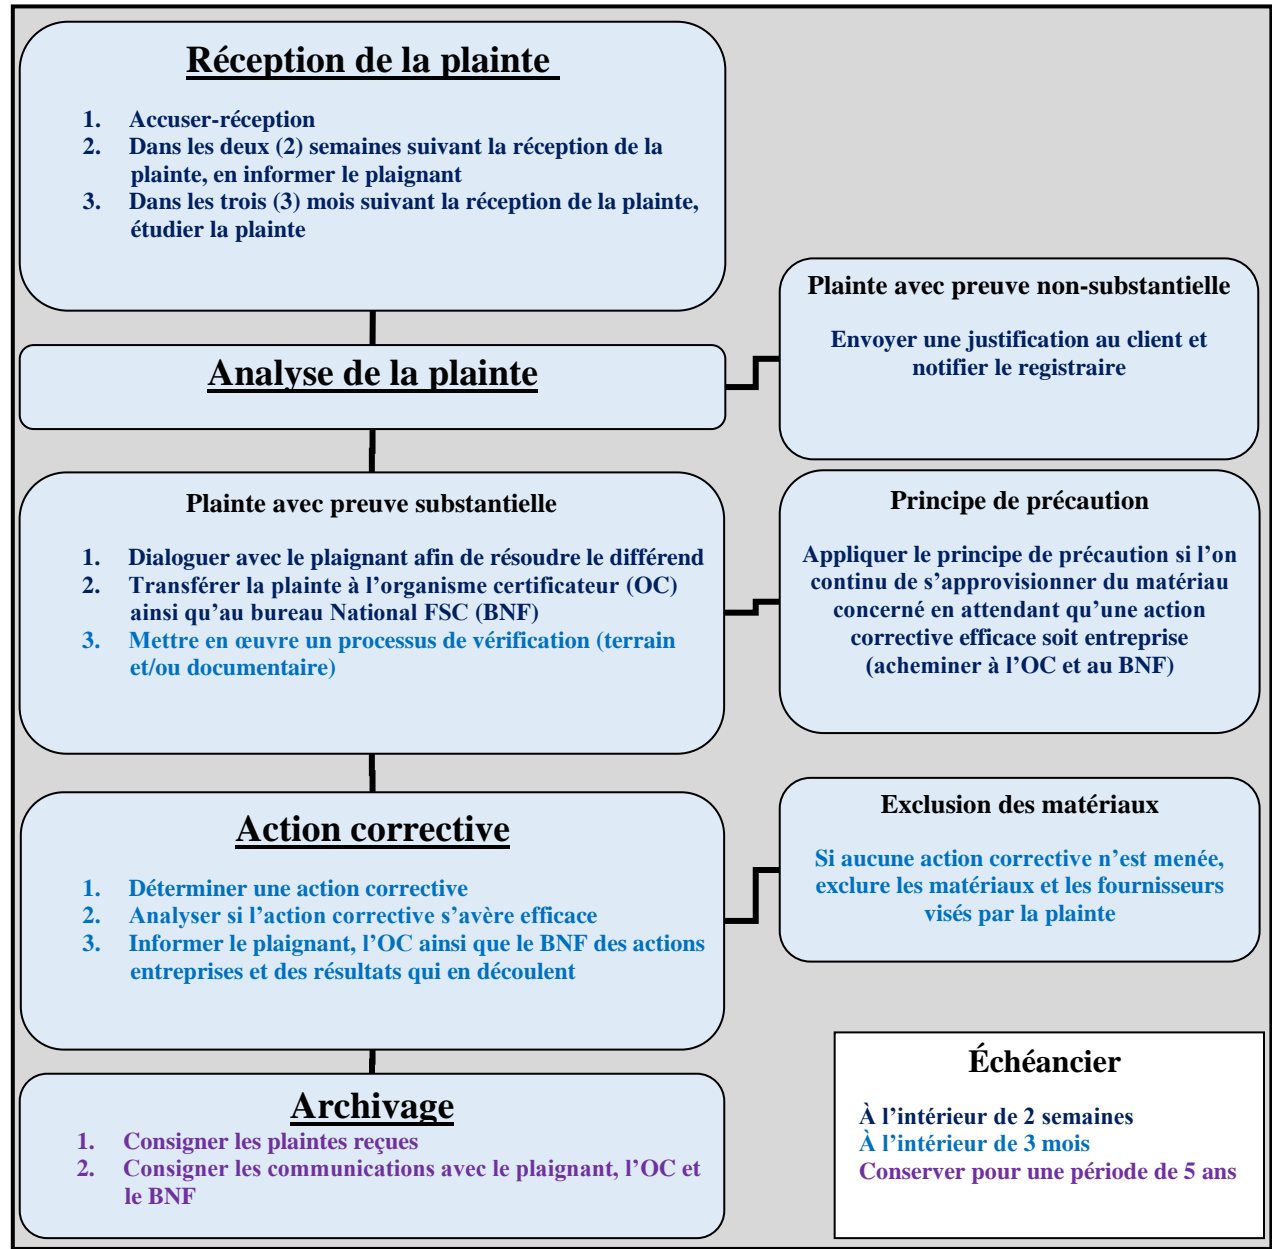 Réception de la plainte
1. Accuser-réception
2. Dans les deux (2) semaines suivant la réception de la
plainte, en informer le plaignant
3. Dans les trois (3) mois suivant la réception de la plainte,
étudier la plainte
Plainte avec preuve non-substantielle
Envoyer une justification au client et
notifier le registraire
Analyse de la plainte
Plainte avec preuve substantielle
1. Dialoguer avec le plaignant afin de résoudre le différend
2. Transférer la plainte à l’organisme certificateur (OC)
ainsi qu’au bureau National FSC (BNF)
3. Mettre en œuvre un processus de vérification (terrain
et/ou documentaire)
Principe de précaution
Appliquer le principe de précaution si l’on
continu de s’approvisionner du matériau
concerné en attendant qu’une action
corrective efficace soit entreprise
(acheminer à l’OC et au BNF)
Action corrective
1. Déterminer une action corrective
2. Analyser si l’action corrective s’avère efficace
3. Informer le plaignant, l’OC ainsi que le BNF des actions
entreprises et des résultats qui en découlent
Exclusion des matériaux
Si aucune action corrective n’est menée,
exclure les matériaux et les fournisseurs
visés par la plainte
Archivage
1. Consigner les plaintes reçues
2. Consigner les communications avec le plaignant, l’OC et
le BNF
Échéancier
À l’intérieur de 2 semaines
À l’intérieur de 3 mois
Conserver pour une période de 5 ans